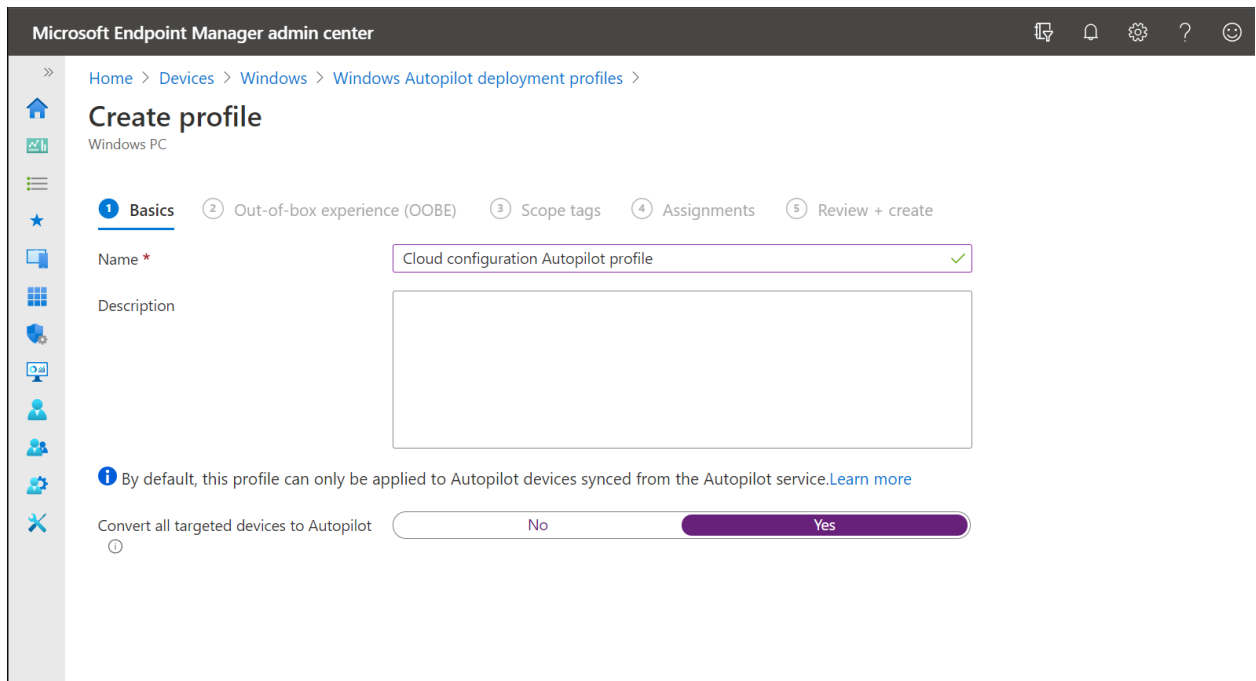 Microsoft Endpoint Manager admin center
Home > Devices > Windows > Windows Autopilot deployment profiles >
Create profile
Windows PC
1 Basics 2 Out-of-box experience (OOBE) 3 Scope tags 4 Assignments 5 Review + create
Name * Cloud configuration Autopilot profile
Description
By default, this profile can only be applied to Autopilot devices synced from the Autopilot service.Learn more
Convert all targeted devices to Autopilot No Yes